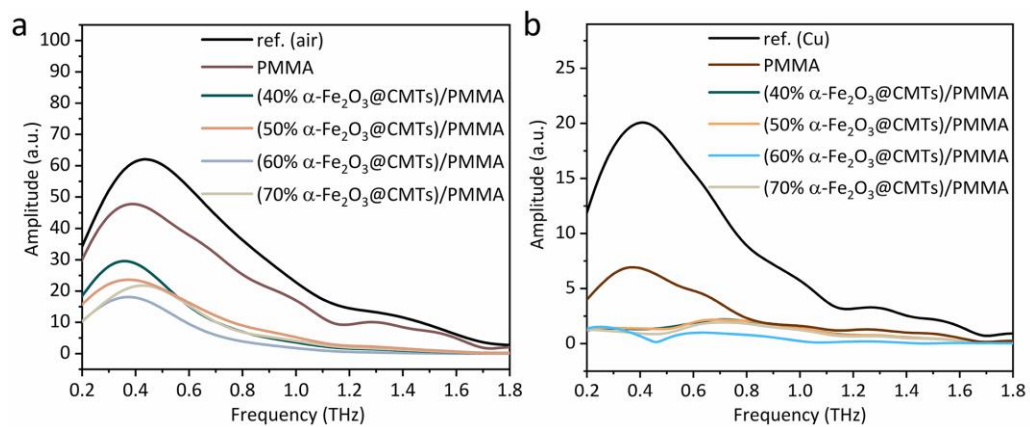 a
100
90
80
70
60
50
40
30
20
10
0
Amplitude (a.u.)
ref. (air)
PMMA
(40% α-Fe₂O₃@CMTs)/PMMA
(50% α-Fe₂O₃@CMTs)/PMMA
(60% α-Fe₂O₃@CMTs)/PMMA
(70% α-Fe₂O₃@CMTs)/PMMA
0.2 0.4 0.6 0.8 1.0 1.2 1.4 1.6 1.8
Frequency (THz)
b
25
20
15
10
5
0
Amplitude (a.u.)
ref. (Cu)
PMMA
(40% α-Fe₂O₃@CMTs)/PMMA
(50% α-Fe₂O₃@CMTs)/PMMA
(60% α-Fe₂O₃@CMTs)/PMMA
(70% α-Fe₂O₃@CMTs)/PMMA
0.2 0.4 0.6 0.8 1.0 1.2 1.4 1.6 1.8
Frequency (THz)